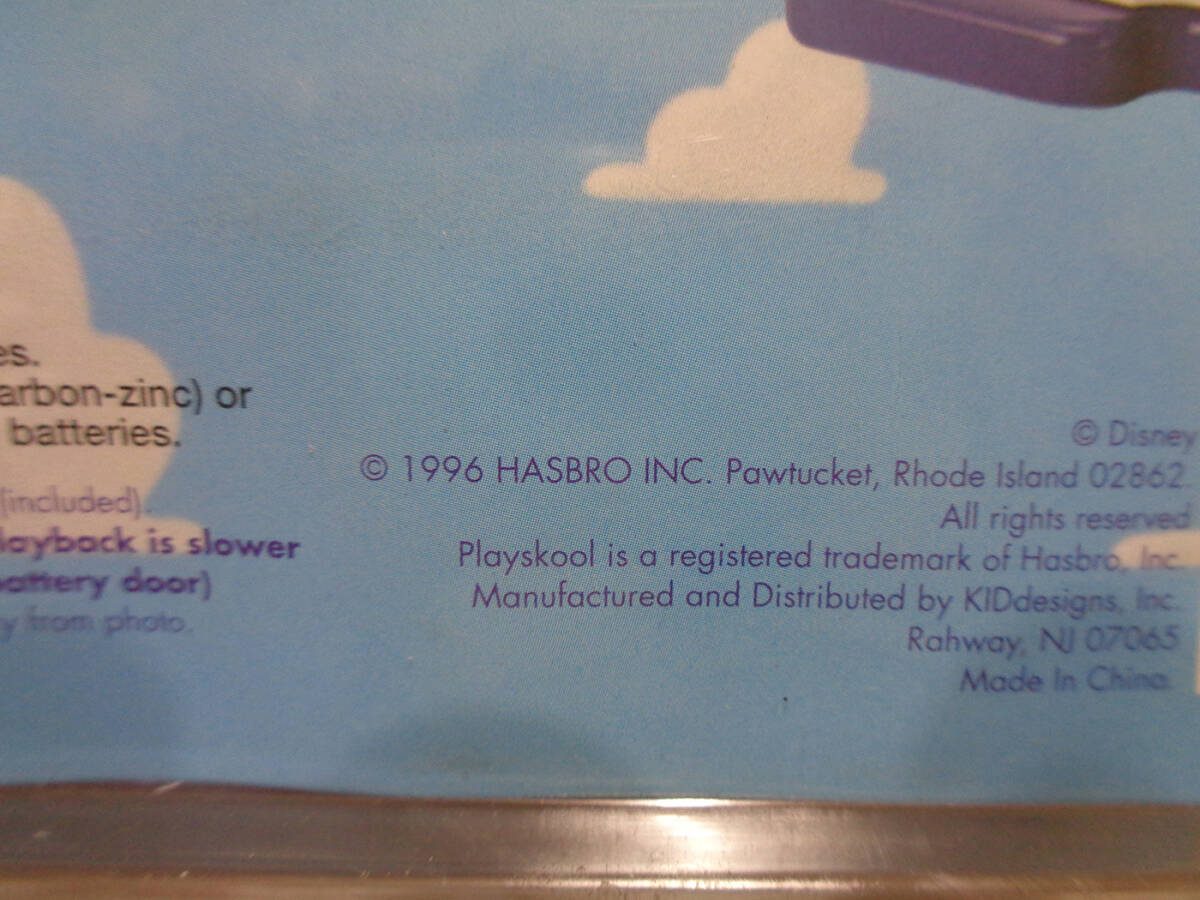 es.
arbon-zinc) or
batteries.
(included).
layback is slower
battery door)
y from photo.
© Disney
© 1996 HASBRO INC. Pawtucket, Rhode Island 02862.
All rights reserved
Playskool is a registered trademark of Hasbro, Inc.
Manufactured and Distributed by KIDdesigns, Inc.
Rahway, NJ 07065
Made In China.